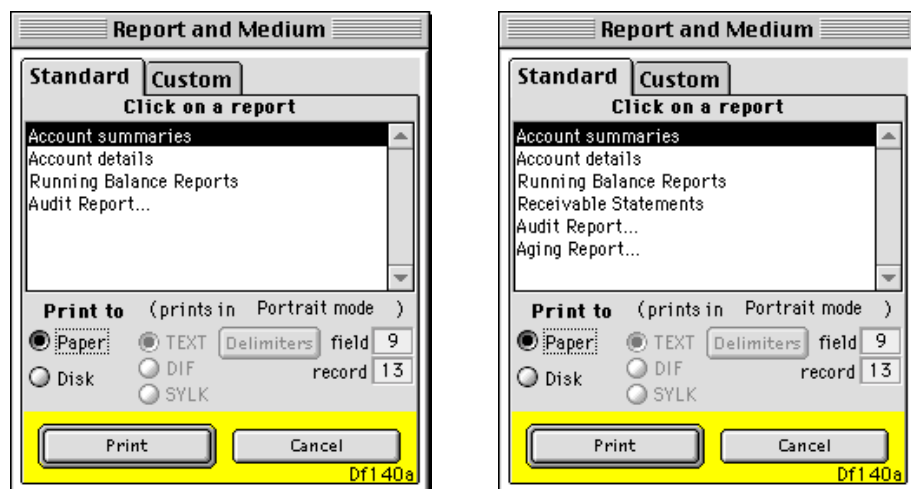 Report and Medium
Standard Custom
Click on a report
Account summaries
Account details
Running Balance Reports
Audit Report...
Print to (prints in Portrait mode )
Paper TEXT Delimiters field 9
Disk DIF record 13
SYLK
Print Cancel
Df140a
Report and Medium
Standard Custom
Click on a report
Account summaries
Account details
Running Balance Reports
Receivable Statements
Audit Report...
Aging Report...
Print to (prints in Portrait mode )
Paper TEXT Delimiters field 9
Disk DIF record 13
SYLK
Print Cancel
Df140a